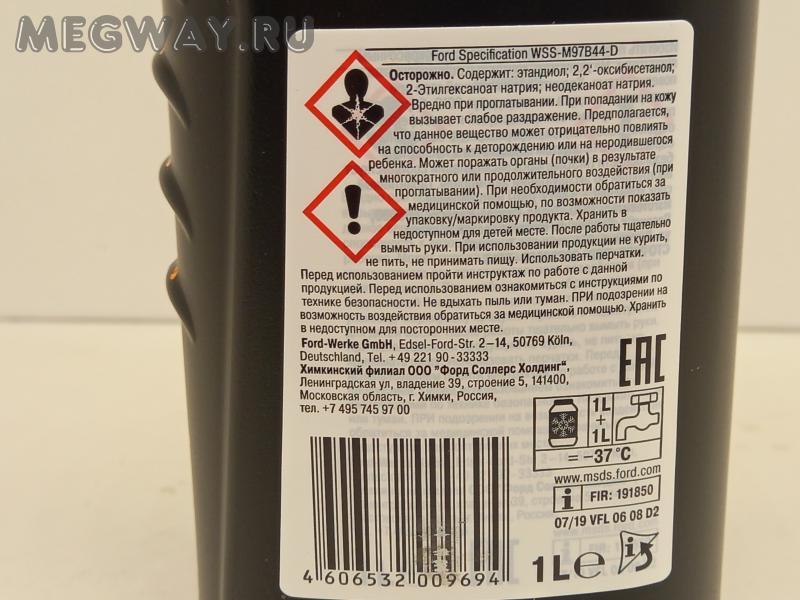 MEGWAY.RU
Ford Specification WSS-M97B44-D
Осторожно. Содержит: этандиол; 2,2'-оксибисетанол;
2-Этилгексаноат натрия; неодеканоат натрия.
Вредно при проглатывании. При попадании на кожу
вызывает слабое раздражение. Предполагается,
что данное вещество может отрицательно повлиять
на способность к деторождению или на неродившегося
ребенка. Может поражать органы (почки) в результате
многократного или продолжительного воздействия (при
проглатывании). При необходимости обратиться за
медицинской помощью, по возможности показать
упаковку/маркировку продукта. Хранить в
недоступном для детей месте. После работы тщательно
вымыть руки. При использовании продукции не курить,
не пить, не принимать пищу. Использовать перчатки.
Перед использованием пройти инструктаж по работе с данной
продукцией. Перед использованием ознакомиться с инструкциями по
технике безопасности. Не вдыхать пыль или туман. ПРИ подозрении на
возможность воздействия обратиться за медицинской помощью. Хранить
в недоступном для посторонних месте.
Ford-Werke GmbH, Edsel-Ford-Str. 2-14, 50769 Köln,
Deutschland, Tel. +49 221 90-33333
Химкинский филиал ООО "Форд Соллерс Холдинг",
Ленинградская ул, владение 39, строение 5, 141400,
Московская область, г. Химки, Россия,
тел. +7 495 745 97 00
EAC
1L
+
1L
= -37 °C
www.msds.ford.com
i FIR: 191850
07/19 VFL 06 08 D2
4 606532 009694
1L e
i